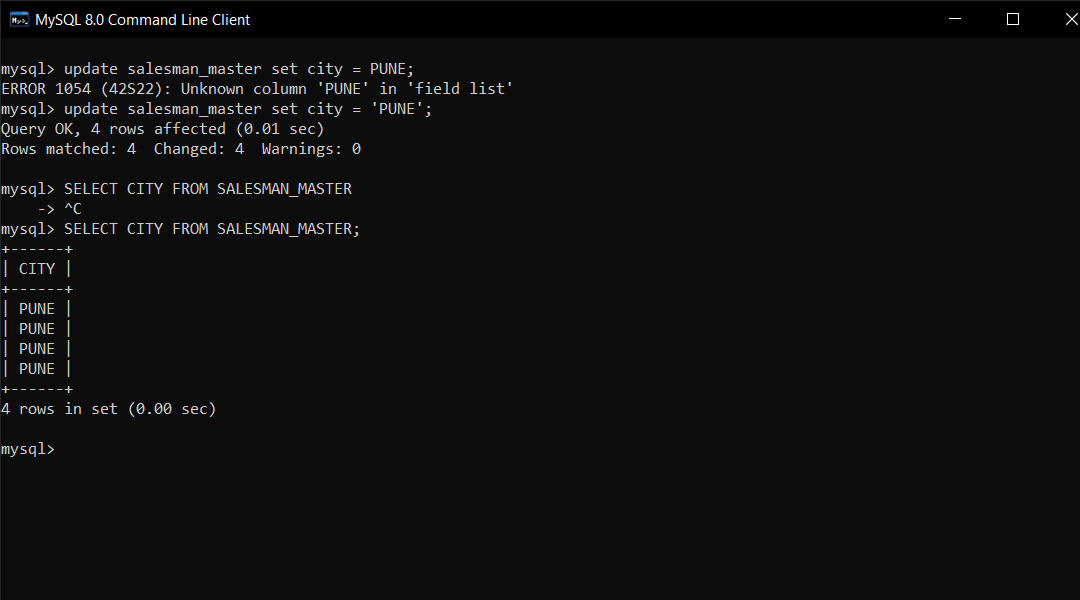 MySQL 8.0 Command Line Client
mysql> update salesman_master set city = PUNE;
ERROR 1054 (42S22): Unknown column 'PUNE' in 'field list'
mysql> update salesman_master set city = 'PUNE';
Query OK, 4 rows affected (0.01 sec)
Rows matched: 4  Changed: 4  Warnings: 0
mysql> SELECT CITY FROM SALESMAN_MASTER
    -> ^C
mysql> SELECT CITY FROM SALESMAN_MASTER;
+------+
| CITY |
+------+
| PUNE |
| PUNE |
| PUNE |
| PUNE |
+------+
4 rows in set (0.00 sec)
mysql>